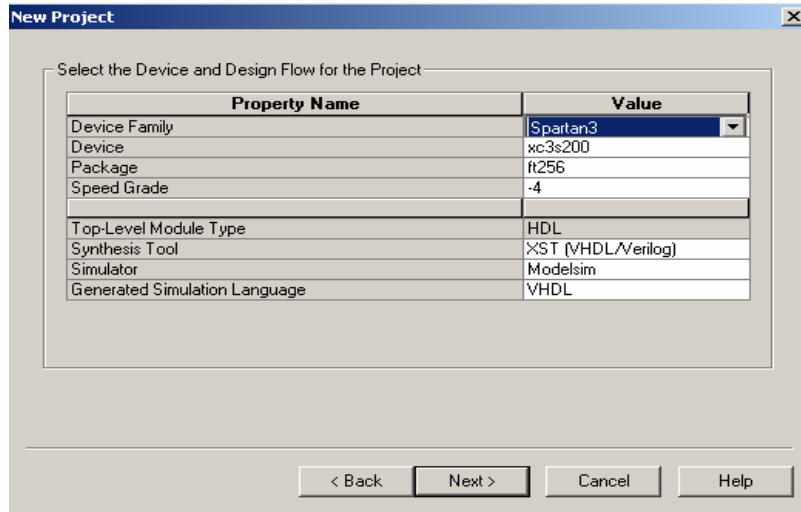 New Project
Select the Device and Design Flow for the Project
Property Name Value
Device Family Spartan3
Device xc3s200
Package ft256
Speed Grade -4
Top-Level Module Type HDL
Synthesis Tool XST (VHDL/Verilog)
Simulator Modelsim
Generated Simulation Language VHDL
< Back Next > Cancel Help